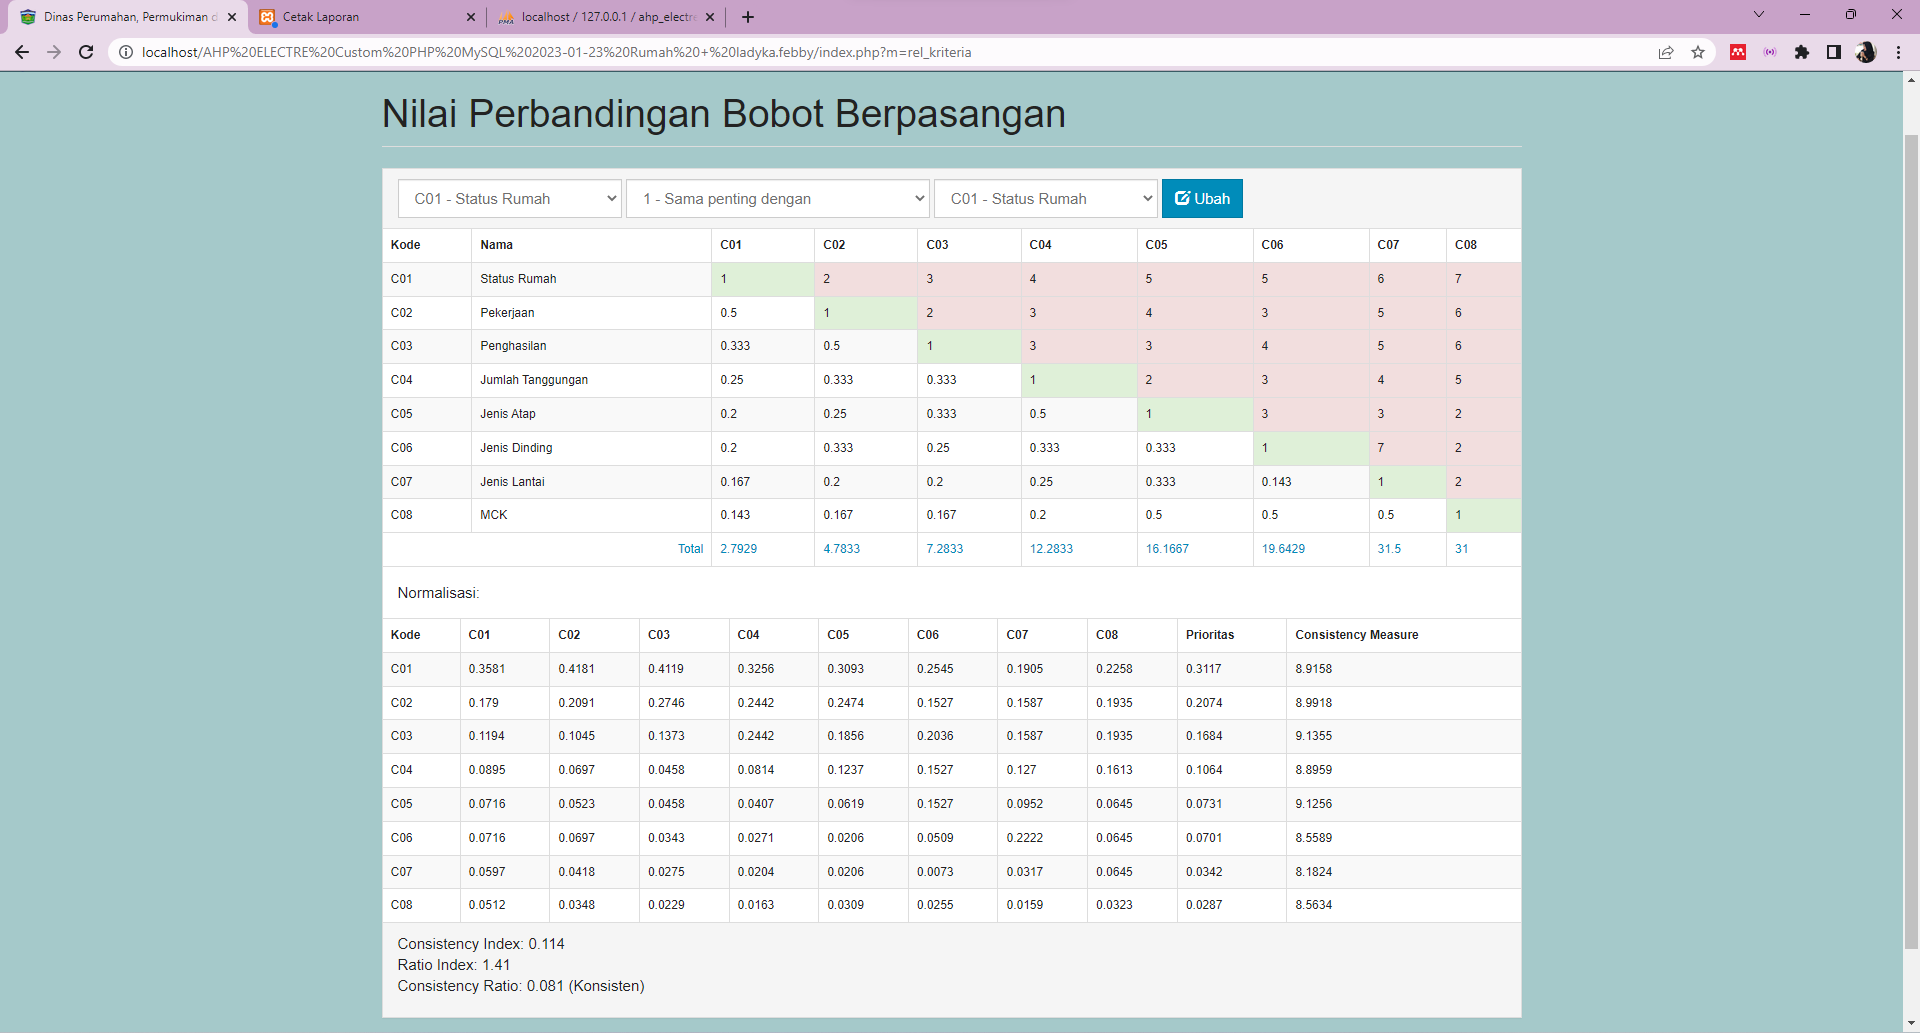 Dinas Perumahan, Permukiman d
Cetak Laporan
localhost / 127.0.0.1 / ahp_electre
localhost/AHP%20ELECTRE%20Custom%20PHP%20MySQL%202023-01-23%20Rumah%20+%20ladyka.febby/index.php?m=rel_kriteria
Nilai Perbandingan Bobot Berpasangan
C01 - Status Rumah 1 - Sama penting dengan C01 - Status Rumah Ubah
Kode Nama C01 C02 C03 C04 C05 C06 C07 C08
C01 Status Rumah 1 2 3 4 5 5 6 7
C02 Pekerjaan 0.5 1 2 3 4 3 5 6
C03 Penghasilan 0.333 0.5 1 3 3 4 5 6
C04 Jumlah Tanggungan 0.25 0.333 0.333 1 2 3 4 5
C05 Jenis Atap 0.2 0.25 0.333 0.5 1 3 3 2
C06 Jenis Dinding 0.2 0.333 0.25 0.333 0.333 1 7 2
C07 Jenis Lantai 0.167 0.2 0.2 0.25 0.333 0.143 1 2
C08 MCK 0.143 0.167 0.167 0.2 0.5 0.5 0.5 1
Total 2.7929 4.7833 7.2833 12.2833 16.1667 19.6429 31.5 31
Normalisasi:
Kode C01 C02 C03 C04 C05 C06 C07 C08 Prioritas Consistency Measure
C01 0.3581 0.4181 0.4119 0.3256 0.3093 0.2545 0.1905 0.2258 0.3117 8.9158
C02 0.179 0.2091 0.2746 0.2442 0.2474 0.1527 0.1587 0.1935 0.2074 8.9918
C03 0.1194 0.1045 0.1373 0.2442 0.1856 0.2036 0.1587 0.1935 0.1684 9.1355
C04 0.0895 0.0697 0.0458 0.0814 0.1237 0.1527 0.127 0.1613 0.1064 8.8959
C05 0.0716 0.0523 0.0458 0.0407 0.0619 0.1527 0.0952 0.0645 0.0731 9.1256
C06 0.0716 0.0697 0.0343 0.0271 0.0206 0.0509 0.2222 0.0645 0.0701 8.5589
C07 0.0597 0.0418 0.0275 0.0204 0.0206 0.0073 0.0317 0.0645 0.0342 8.1824
C08 0.0512 0.0348 0.0229 0.0163 0.0309 0.0255 0.0159 0.0323 0.0287 8.5634
Consistency Index: 0.114
Ratio Index: 1.41
Consistency Ratio: 0.081 (Konsisten)